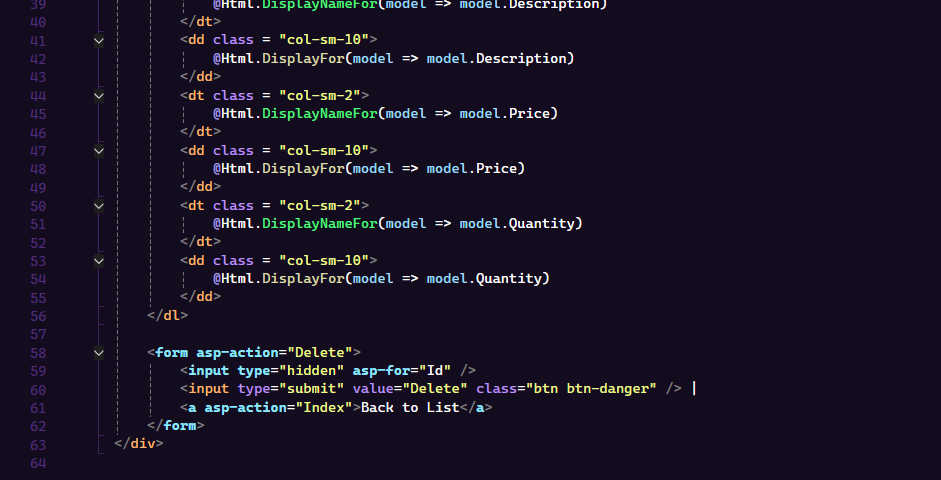 39 @Html.DisplayNameFor(model => model.Description)
40 </dt>
41 <dd class = "col-sm-10">
42 @Html.DisplayFor(model => model.Description)
43 </dd>
44 <dt class = "col-sm-2">
45 @Html.DisplayNameFor(model => model.Price)
46 </dt>
47 <dd class = "col-sm-10">
48 @Html.DisplayFor(model => model.Price)
49 </dd>
50 <dt class = "col-sm-2">
51 @Html.DisplayNameFor(model => model.Quantity)
52 </dt>
53 <dd class = "col-sm-10">
54 @Html.DisplayFor(model => model.Quantity)
55 </dd>
56 </dl>
57
58 <form asp-action="Delete">
59 <input type="hidden" asp-for="Id" />
60 <input type="submit" value="Delete" class="btn btn-danger" />
61 <a asp-action="Index">Back to List</a>
62 </form>
63 </div>
64